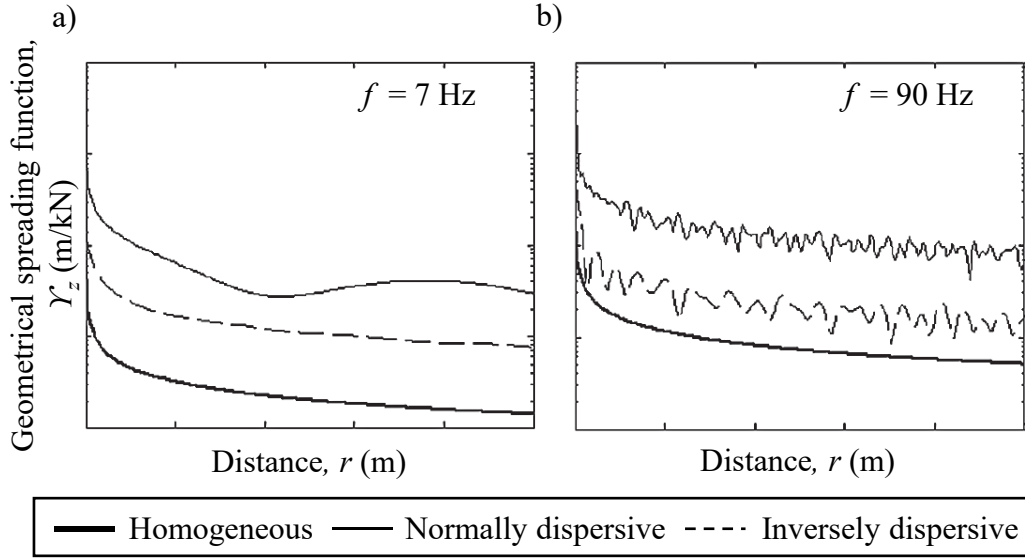 a)
b)
Geometrical spreading function,
ϒz (m/kN)
f = 7 Hz
f = 90 Hz
Distance, r (m)
Distance, r (m)
Homogeneous
Normally dispersive
Inversely dispersive